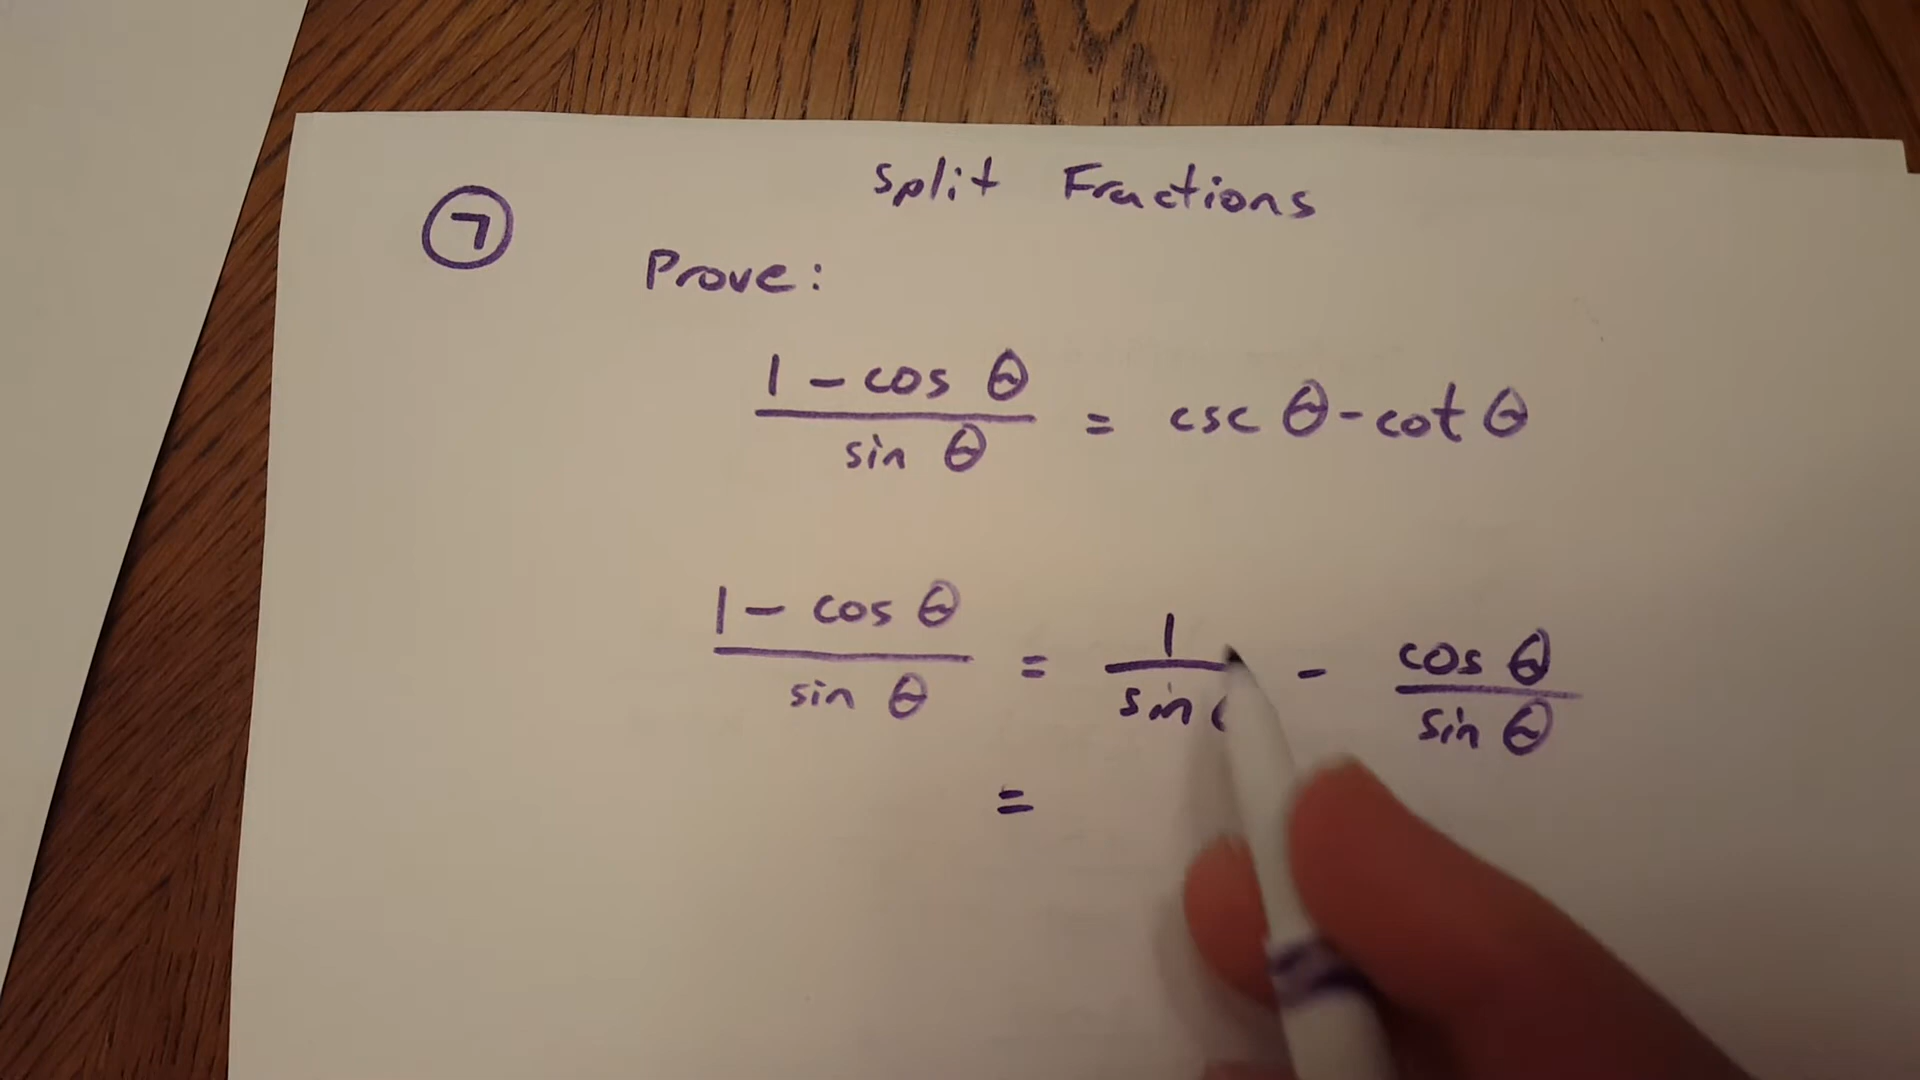 Split Fractions
7
Prove:
1 - cos θ / sin θ = csc θ - cot θ
1 - cos θ / sin θ = 1 / sin - cos θ / sin θ
=